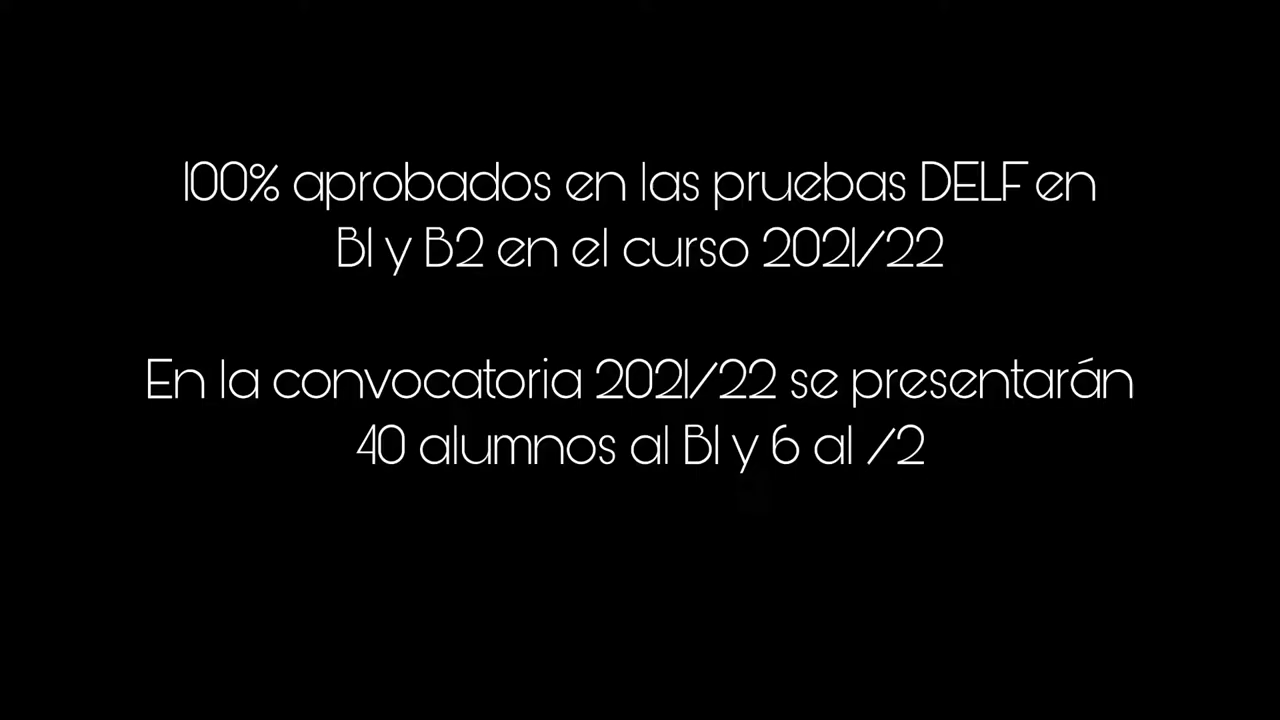 100% aprobados en las pruebas DELF en
B1 y B2 en el curso 2021/22
En la convocatoria 2021/22 se presentarán
40 alumnos al B1 y 6 al /2